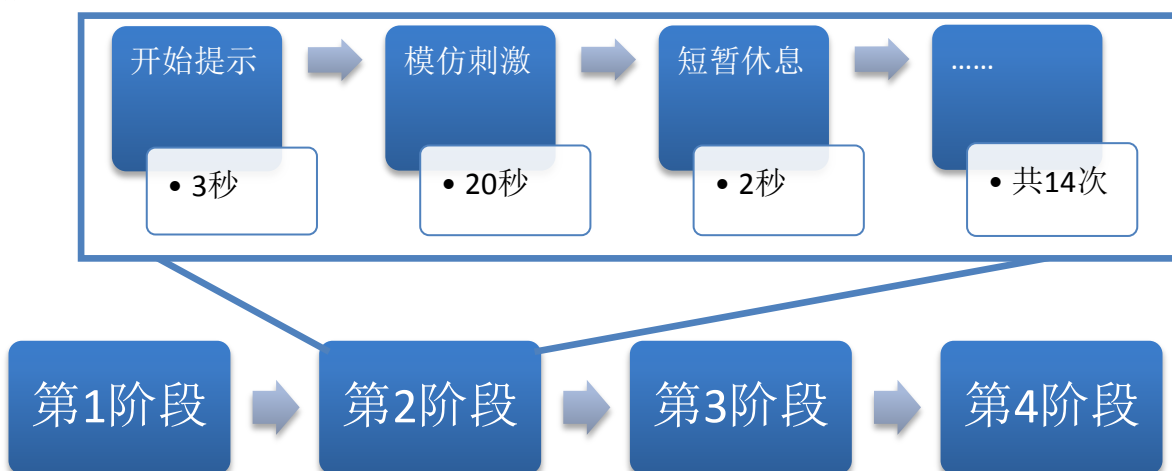 开始提示
• 3秒
模仿刺激
• 20秒
短暂休息
• 2秒
……
• 共14次
第1阶段
第2阶段
第3阶段
第4阶段